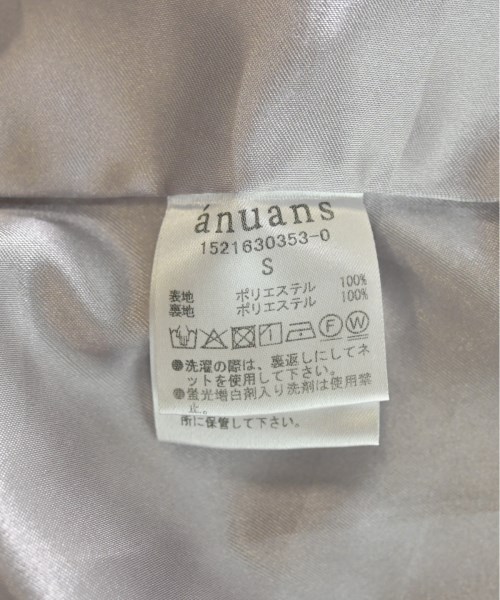 ánuans
1521630353-0
S
表地 ポリエステル 100%
裏地 ポリエステル 100%
F W
●洗濯の際は、裏返しにしてネ
ットを使用して下さい。
●蛍光増白剤入り洗剤は使用禁
止。
所に保管して下さい。